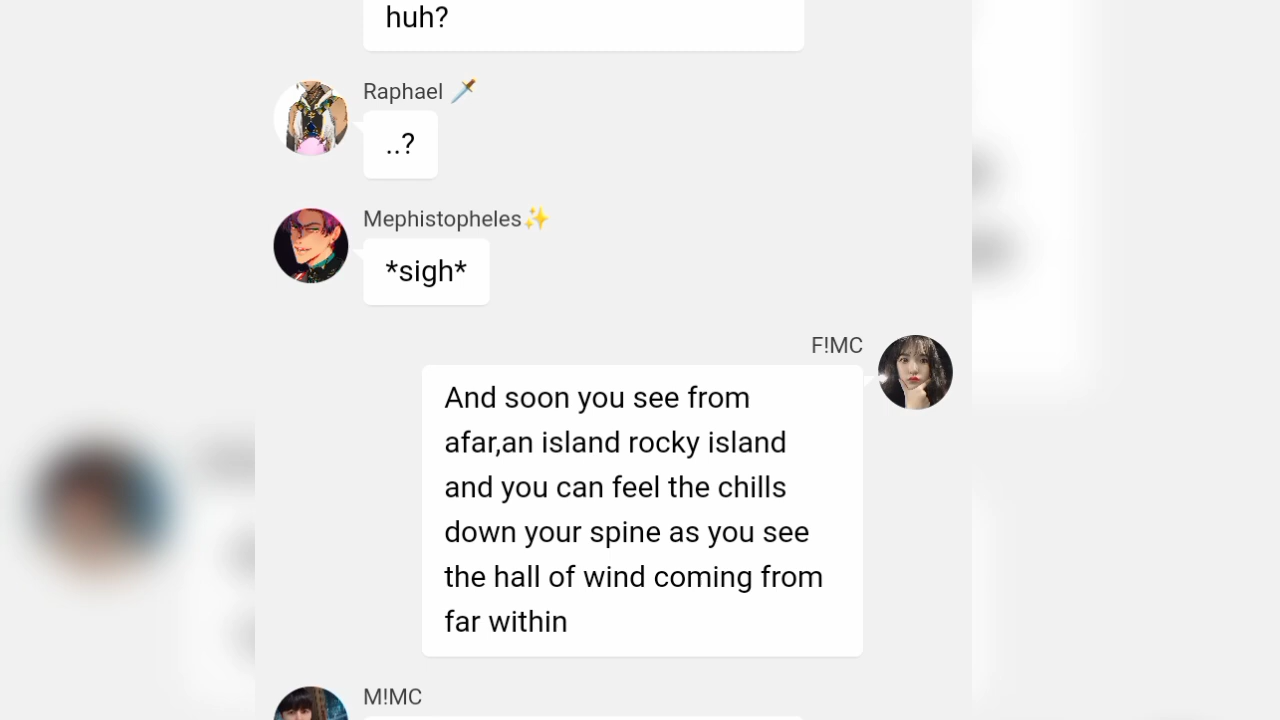 huh?
Raphael 🗡️
..?
Mephistopheles✨
*sigh*
F!MC
And soon you see from
afar,an island rocky island
and you can feel the chills
down your spine as you see
the hall of wind coming from
far within
M!MC